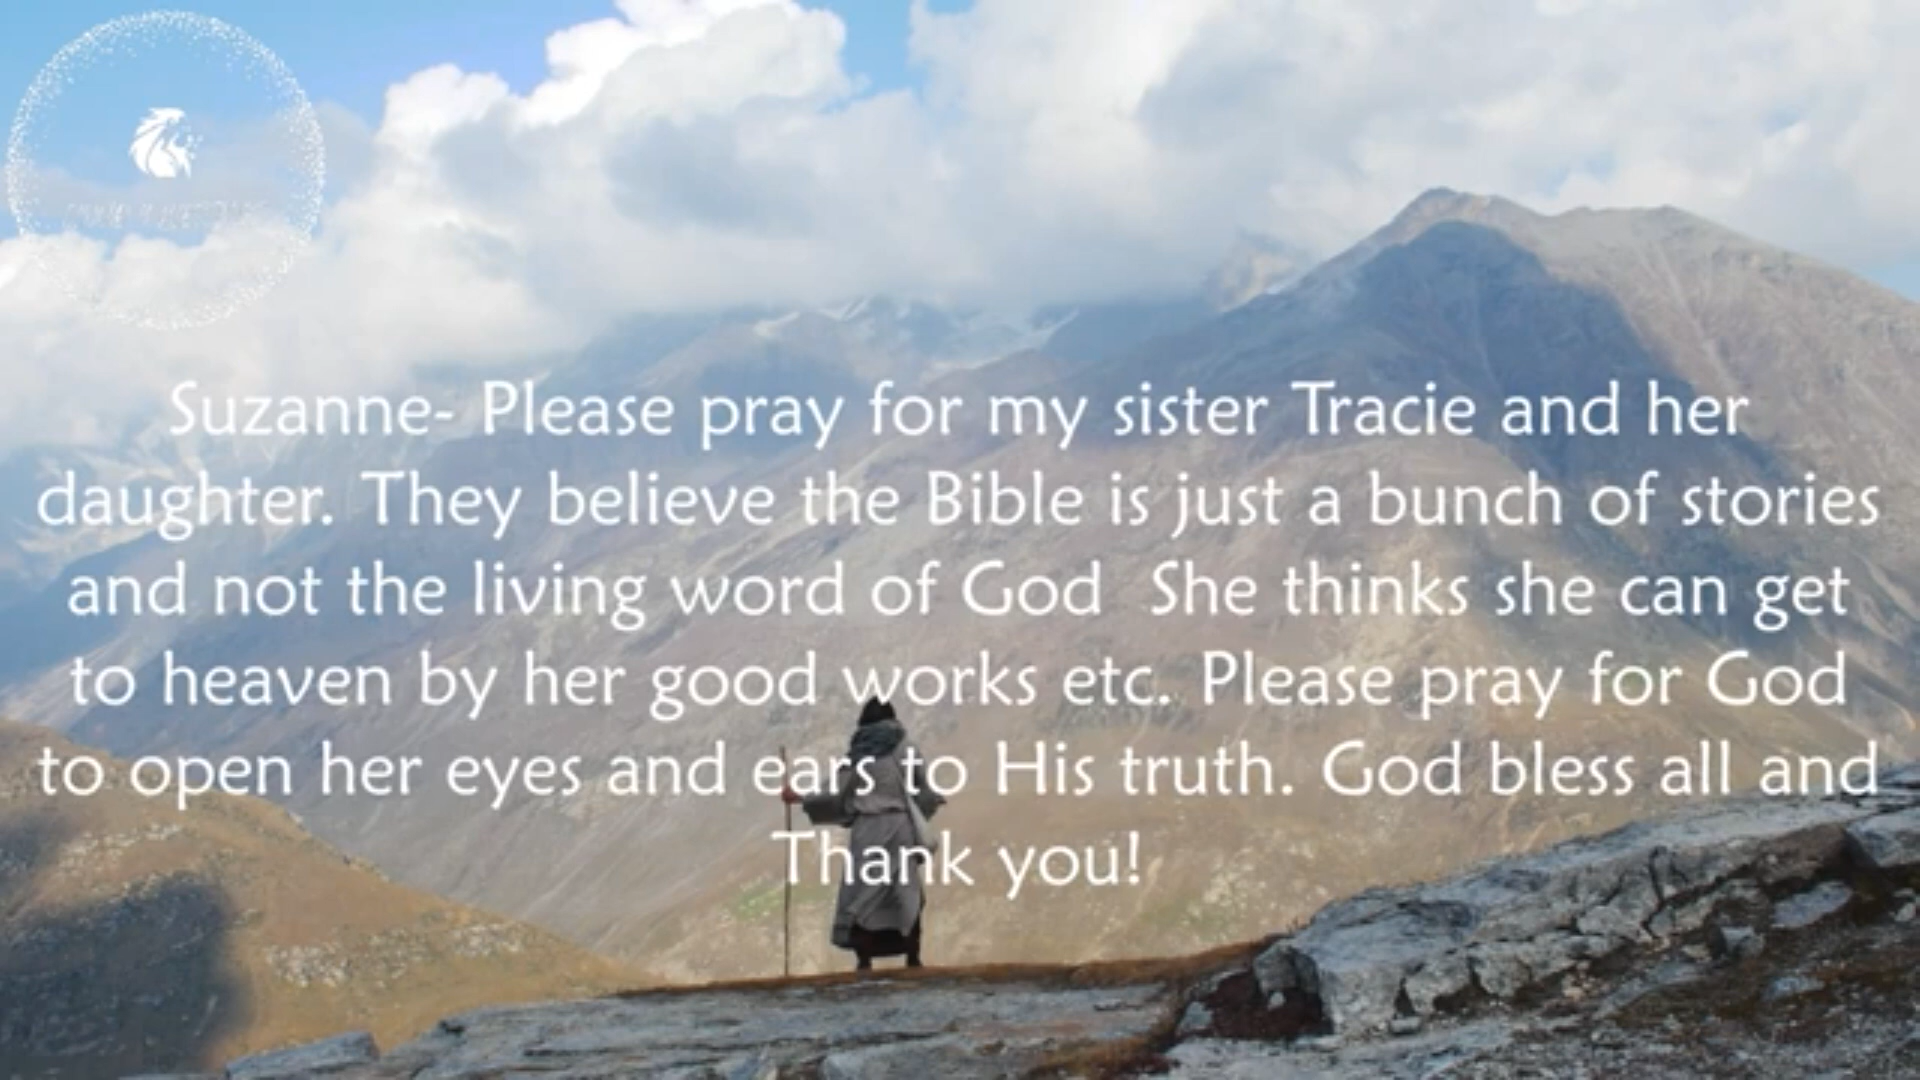 Suzanne- Please pray for my sister Tracie and her
daughter. They believe the Bible is just a bunch of stories
and not the living word of God  She thinks she can get
to heaven by her good works etc. Please pray for God
to open her eyes and ears to His truth. God bless all and
Thank you!